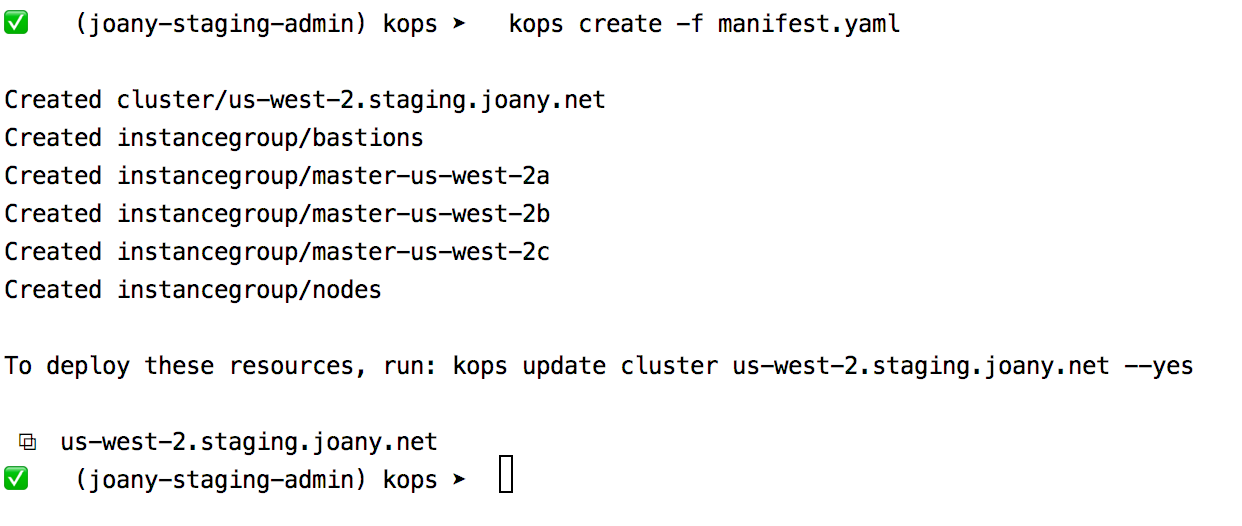 ✅ (joany-staging-admin) kops ➤ kops create -f manifest.yaml
Created cluster/us-west-2.staging.joany.net
Created instancegroup/bastions
Created instancegroup/master-us-west-2a
Created instancegroup/master-us-west-2b
Created instancegroup/master-us-west-2c
Created instancegroup/nodes
To deploy these resources, run: kops update cluster us-west-2.staging.joany.net --yes
⧉ us-west-2.staging.joany.net
✅ (joany-staging-admin) kops ➤